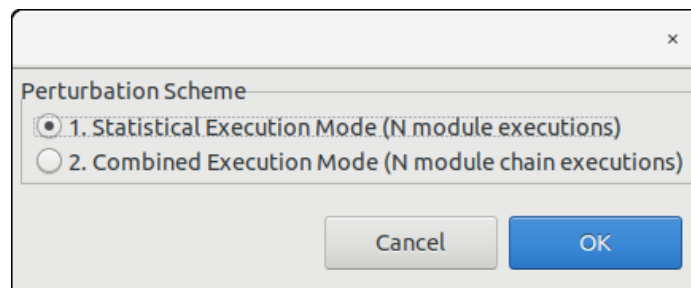 Perturbation Scheme
1. Statistical Execution Mode (N module executions)
2. Combined Execution Mode (N module chain executions)
Cancel OK